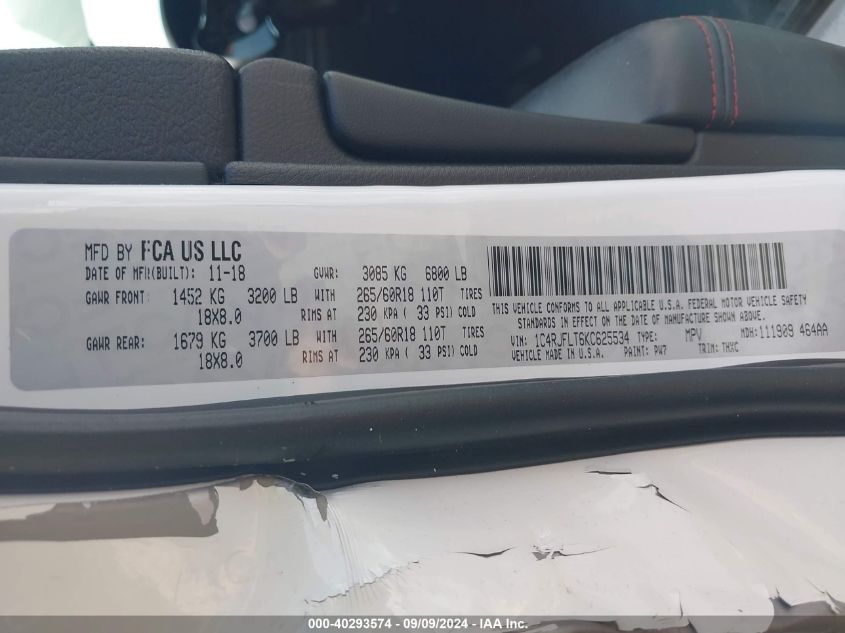 MFD BY FCA US LLC
DATE OF MFR(BUILT): 11-18 GVWR: 3085 KG 6800 LB
GAWR FRONT: 1452 KG 3200 LB WITH 265/60R18 110T TIRES
18X8.0 RIMS AT 230 KPA ( 33 PSI) COLD
GAWR REAR: 1679 KG 3700 LB WITH 265/60R18 110T TIRES
18X8.0 RIMS AT 230 KPA ( 33 PSI) COLD
THIS VEHICLE CONFORMS TO ALL APPLICABLE U.S.A. FEDERAL MOTOR VEHICLE SAFETY
STANDARDS IN EFFECT ON THE DATE OF MANUFACTURE SHOWN ABOVE.
VIN: 1C4RJFLT6KC625534 TYPE: MPV MDH: 111909 464AA
VEHICLE MADE IN U.S.A. PAINT: PW7 TRIM:
000-40293574 - 09/09/2024 - IAA Inc.